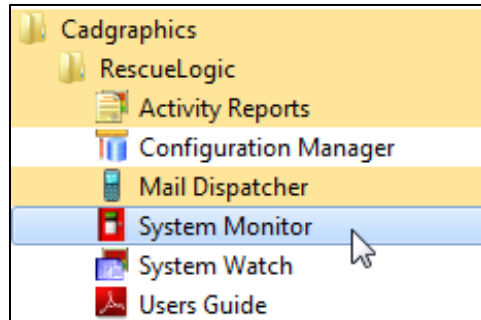 Cadgraphics
RescueLogic
Activity Reports
Configuration Manager
Mail Dispatcher
System Monitor
System Watch
Users Guide